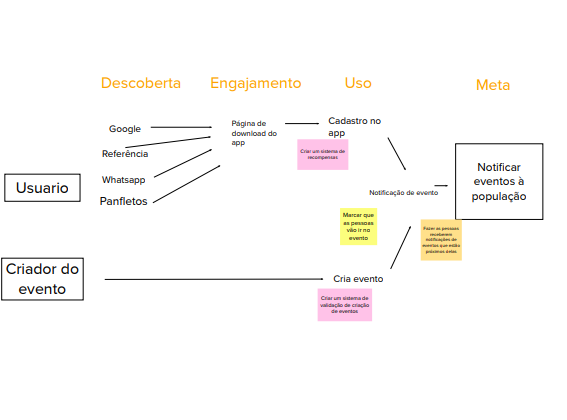 Descoberta
Engajamento
Uso
Meta
Google
Referência
Whatsapp
Panfletos
Usuario
Página de
download do
app
Cadastro no
app
Criar um sistema de
recompensas
Notificação de evento
Notificar
eventos à
população
Marcar que
as pessoas
vão ir no
evento
Fazer as pessoas
receberem
notificações de
eventos que estão
próximos delas
Criador do
evento
Cria evento
Criar um sistema de
validação de criação
de eventos